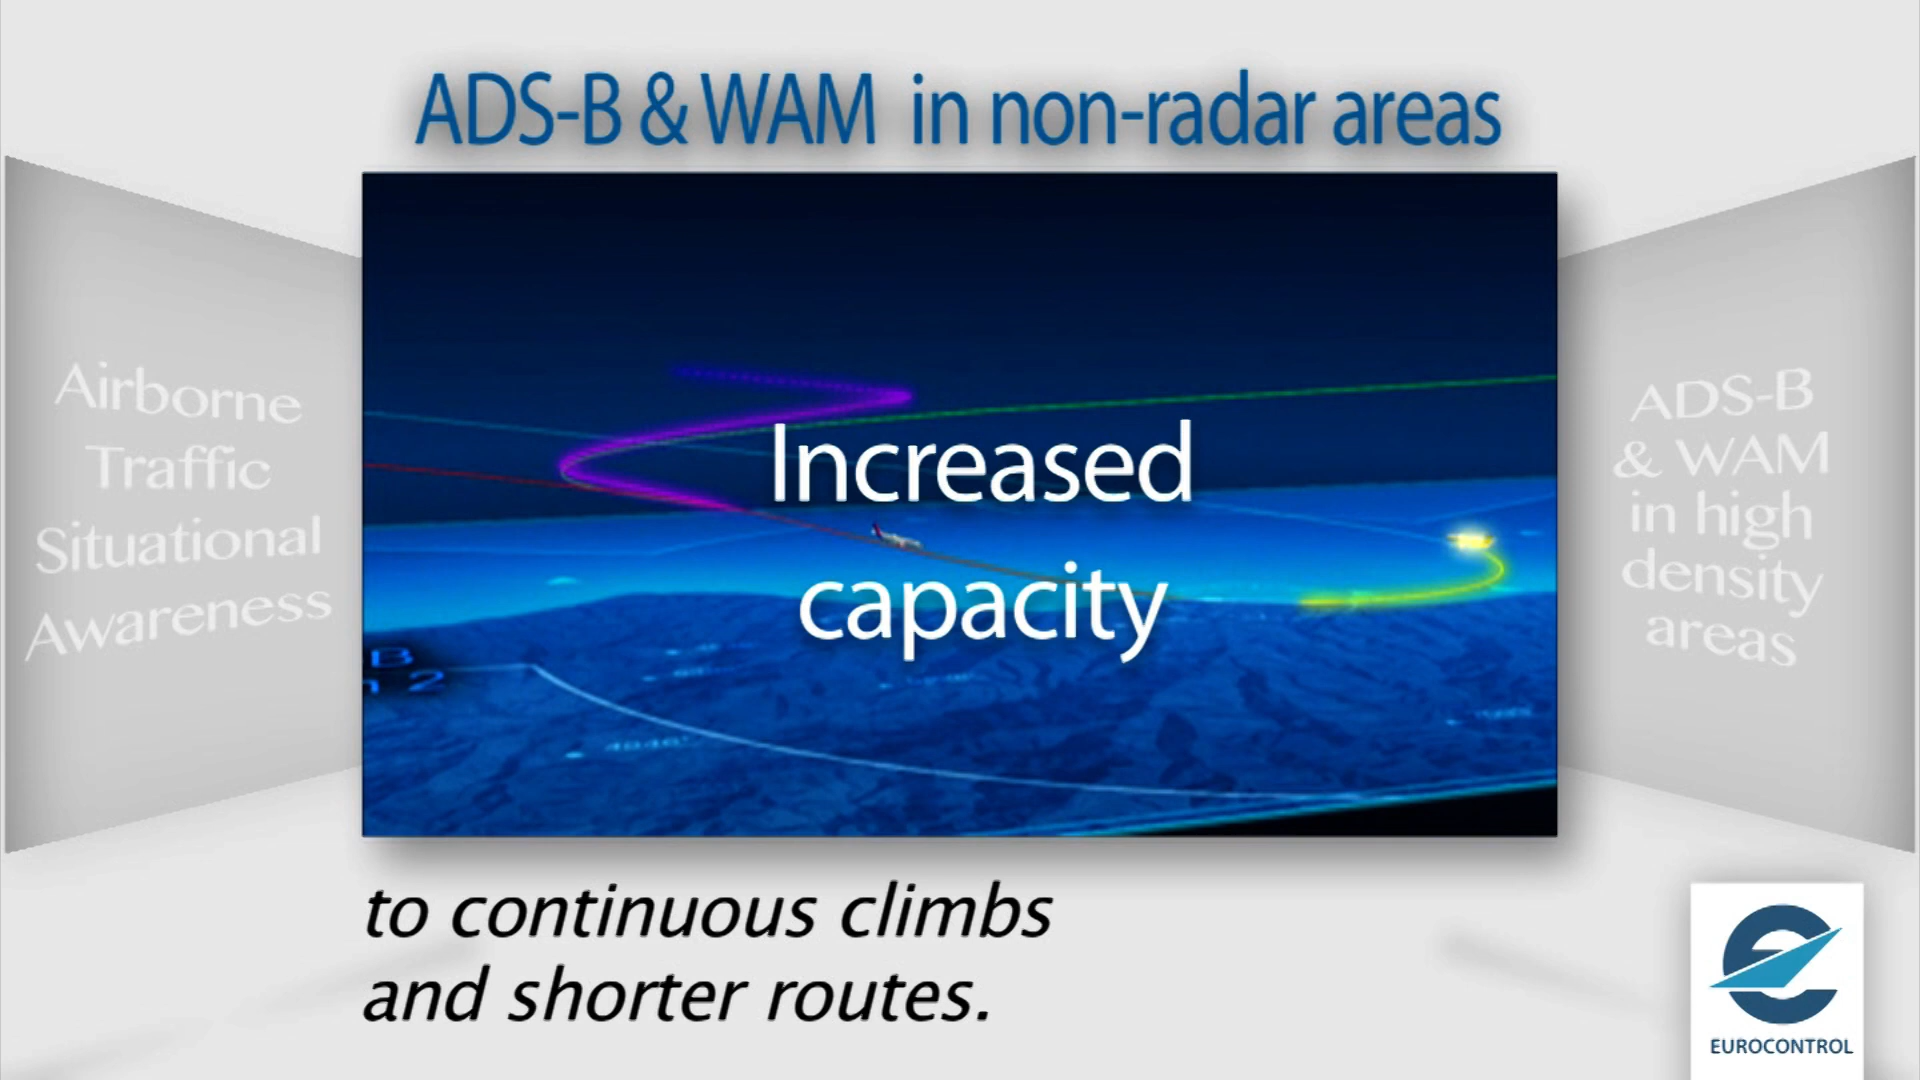 ADS-B & WAM in non-radar areas
Airborne
Traffic
Situational
Awareness
Increased
capacity
B
2
ADS-B
& WAM
in high
density
areas
to continuous climbs
and shorter routes.
EUROCONTROL